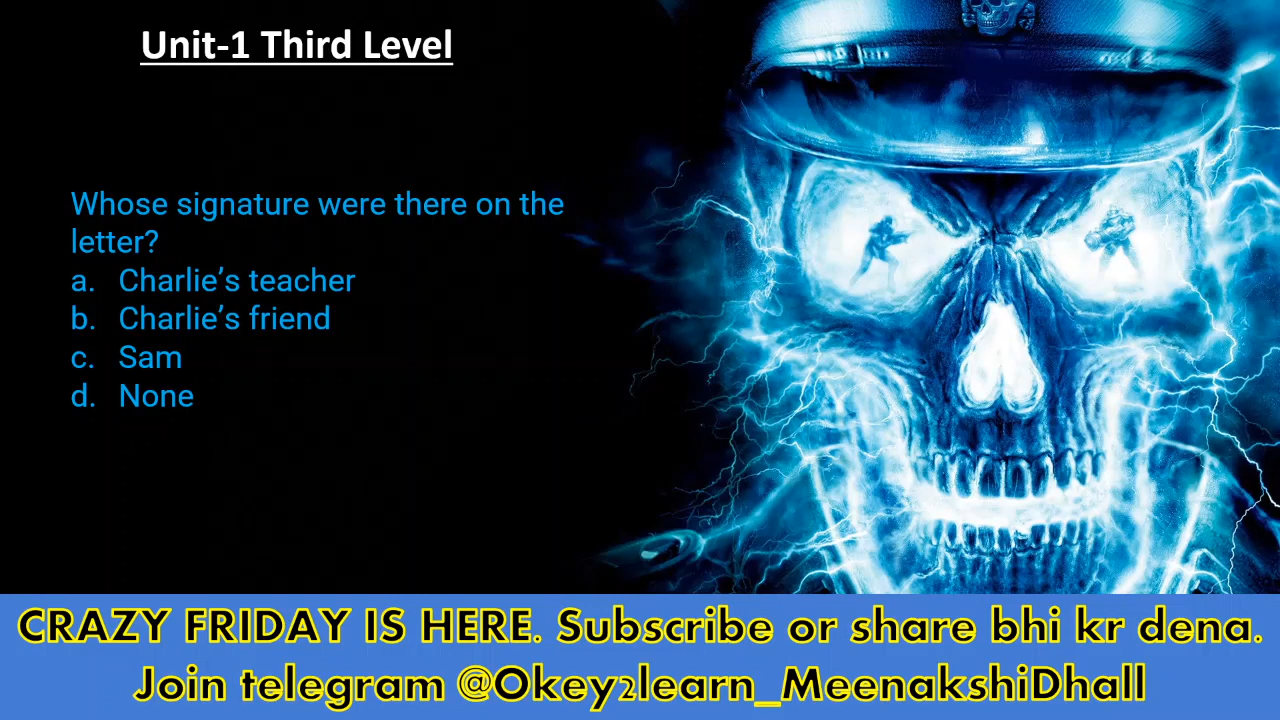 Unit-1 Third Level
Whose signature were there on the
letter?
a. Charlie’s teacher
b. Charlie’s friend
c. Sam
d. None
CRAZY FRIDAY IS HERE. Subscribe or share bhi kr dena.
Join telegram @Okey2learn_MeenakshiDhall